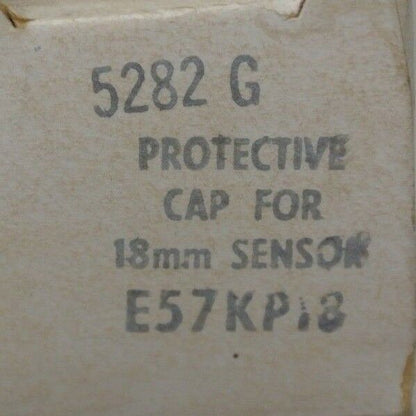 5282 G
PROTECTIVE
CAP FOR
18mm SENSOR
E57KP18